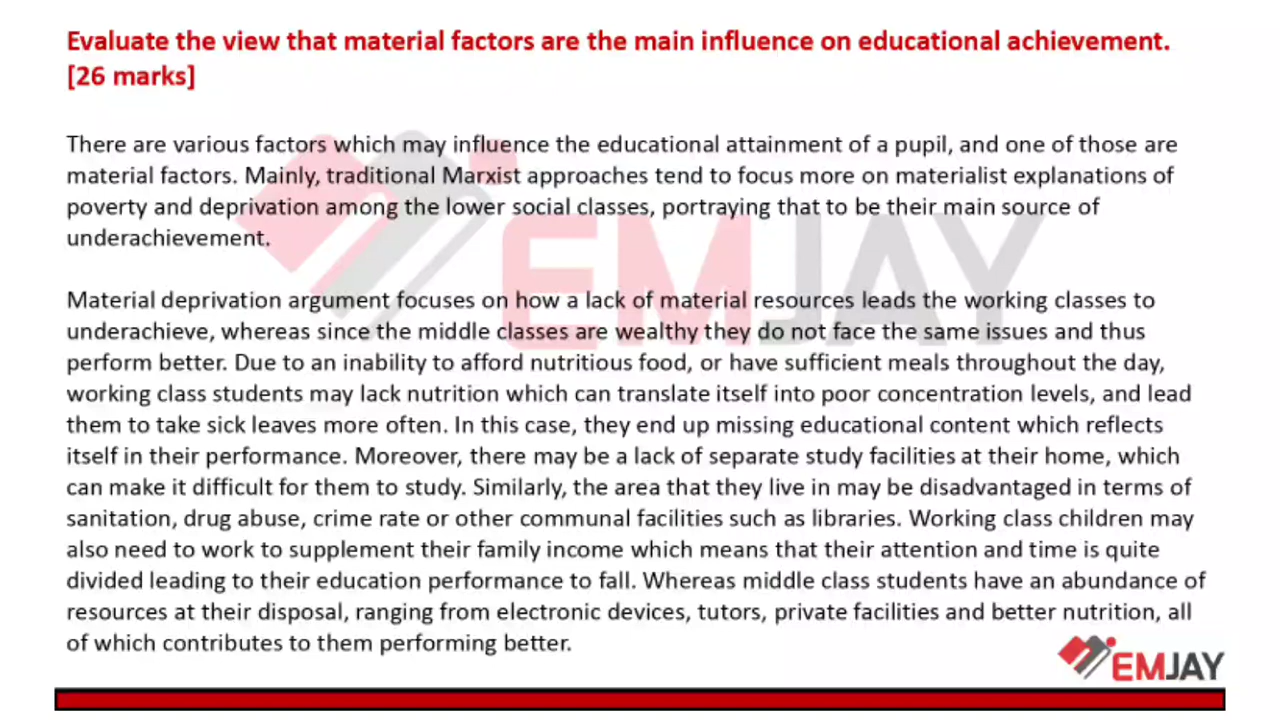 Evaluate the view that material factors are the main influence on educational achievement.
[26 marks]
There are various factors which may influence the educational attainment of a pupil, and one of those are
material factors. Mainly, traditional Marxist approaches tend to focus more on materialist explanations of
poverty and deprivation among the lower social classes, portraying that to be their main source of
underachievement.
Material deprivation argument focuses on how a lack of material resources leads the working classes to
underachieve, whereas since the middle classes are wealthy they do not face the same issues and thus
perform better. Due to an inability to afford nutritious food, or have sufficient meals throughout the day,
working class students may lack nutrition which can translate itself into poor concentration levels, and lead
them to take sick leaves more often. In this case, they end up missing educational content which reflects
itself in their performance. Moreover, there may be a lack of separate study facilities at their home, which
can make it difficult for them to study. Similarly, the area that they live in may be disadvantaged in terms of
sanitation, drug abuse, crime rate or other communal facilities such as libraries. Working class children may
also need to work to supplement their family income which means that their attention and time is quite
divided leading to their education performance to fall. Whereas middle class students have an abundance of
resources at their disposal, ranging from electronic devices, tutors, private facilities and better nutrition, all
of which contributes to them performing better.
EMJAY
EMJAY